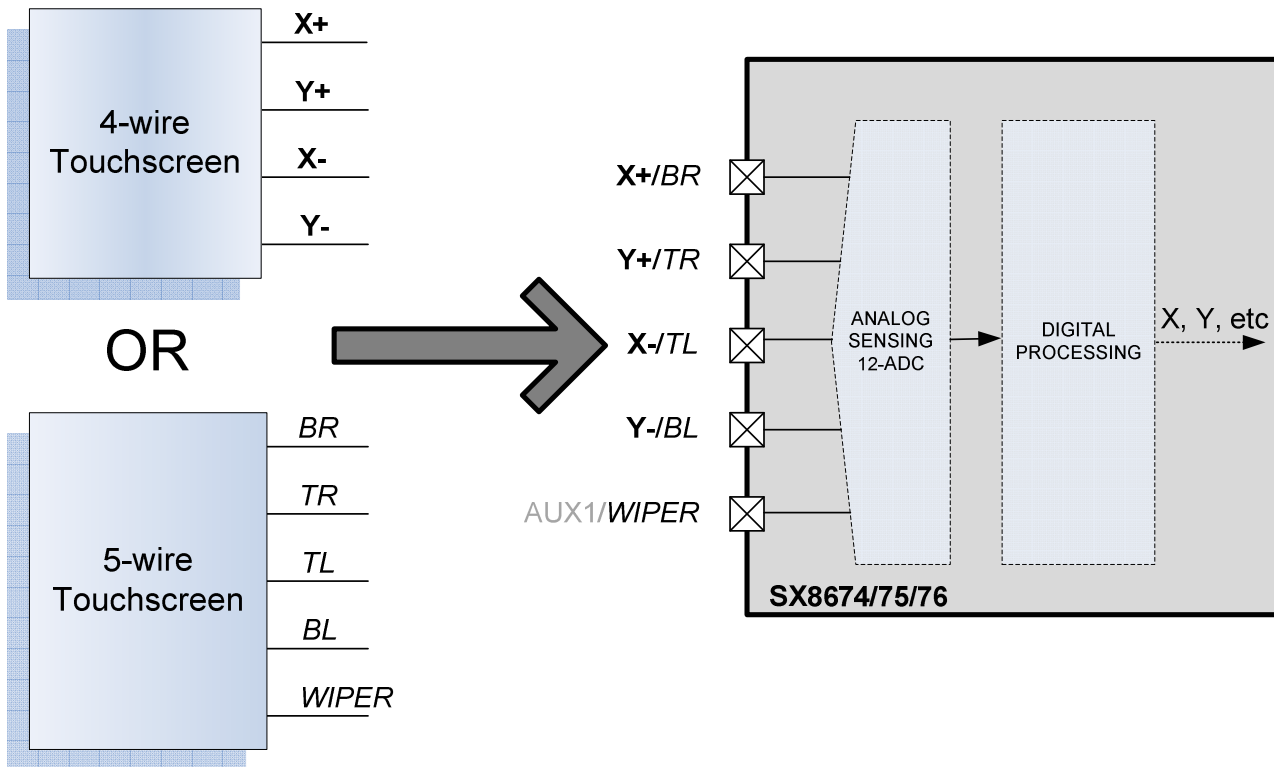 X+
Y+
X-
Y-
4-wire
Touchscreen
OR
BR
TR
TL
BL
WIPER
5-wire
Touchscreen
X+/BR
Y+/TR
X-/TL
Y-/BL
AUX1/WIPER
ANALOG
SENSING
12-ADC
DIGITAL
PROCESSING
X, Y, etc
SX8674/75/76